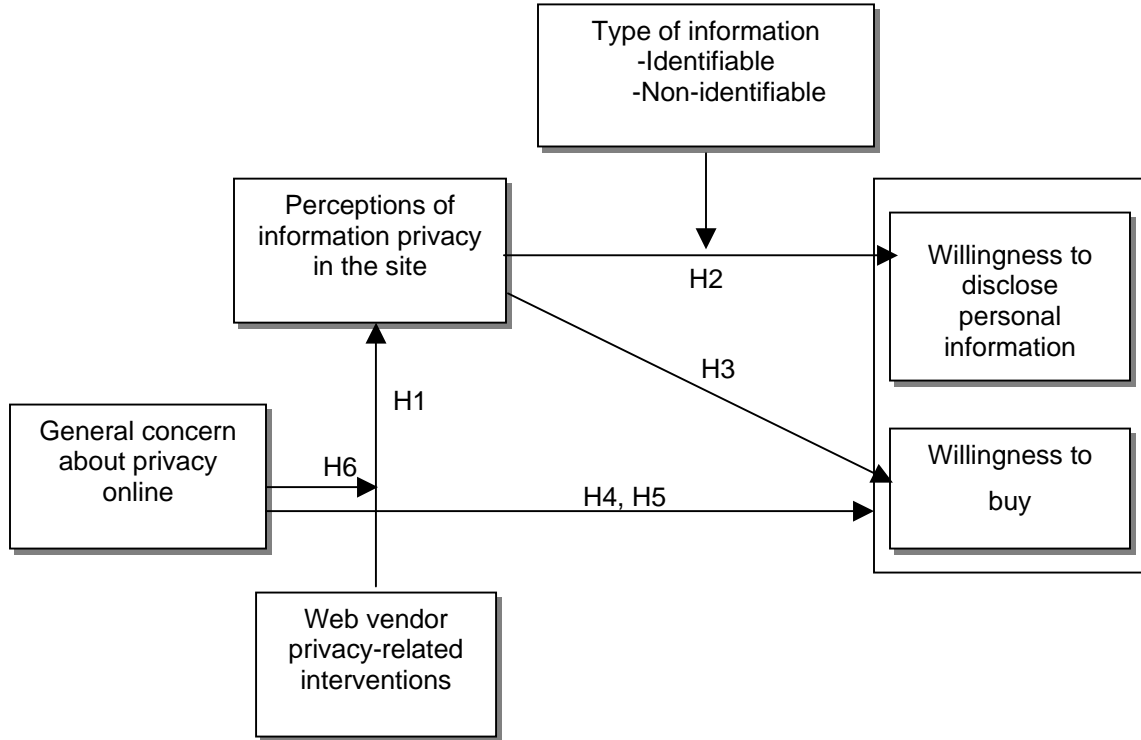 Type of information
-Identifiable
-Non-identifiable
Perceptions of
information privacy
in the site
H2
Willingness to
disclose
personal
information
H3
H1
General concern
about privacy
online
H6
H4, H5
Willingness to
buy
Web vendor
privacy-related
interventions